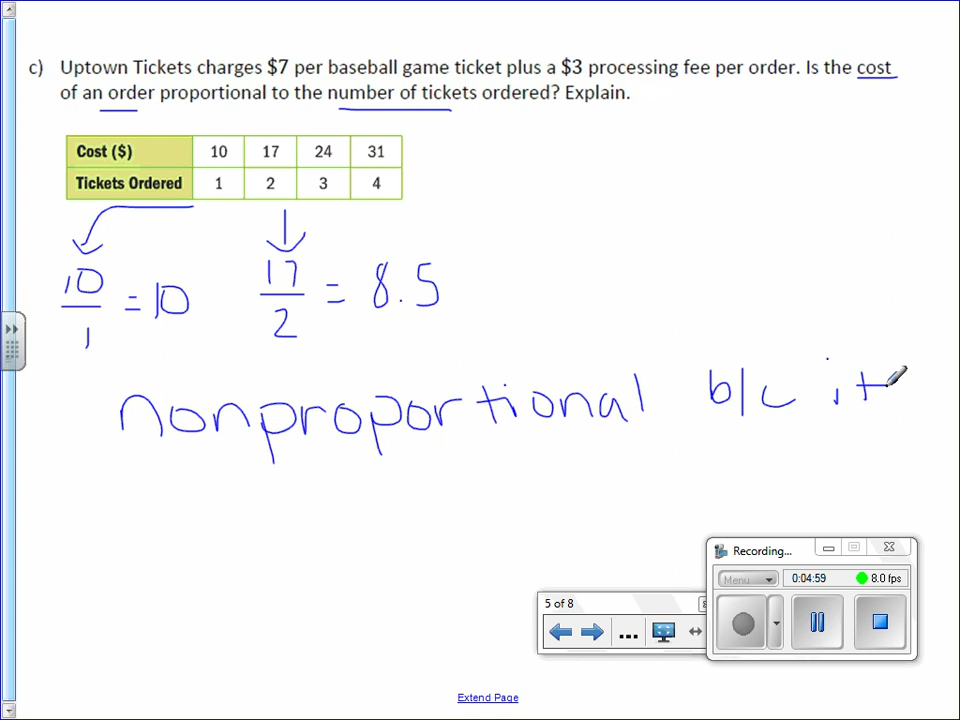 c) Uptown Tickets charges $7 per baseball game ticket plus a $3 processing fee per order. Is the cost
of an order proportional to the number of tickets ordered? Explain.
Cost ($) 10 17 24 31
Tickets Ordered 1 2 3 4
10/1 = 10 17/2 = 8.5
nonproportional b/c it
Recording...
Menu 0:04:59 8.0 fps
5 of 8
...
Extend Page